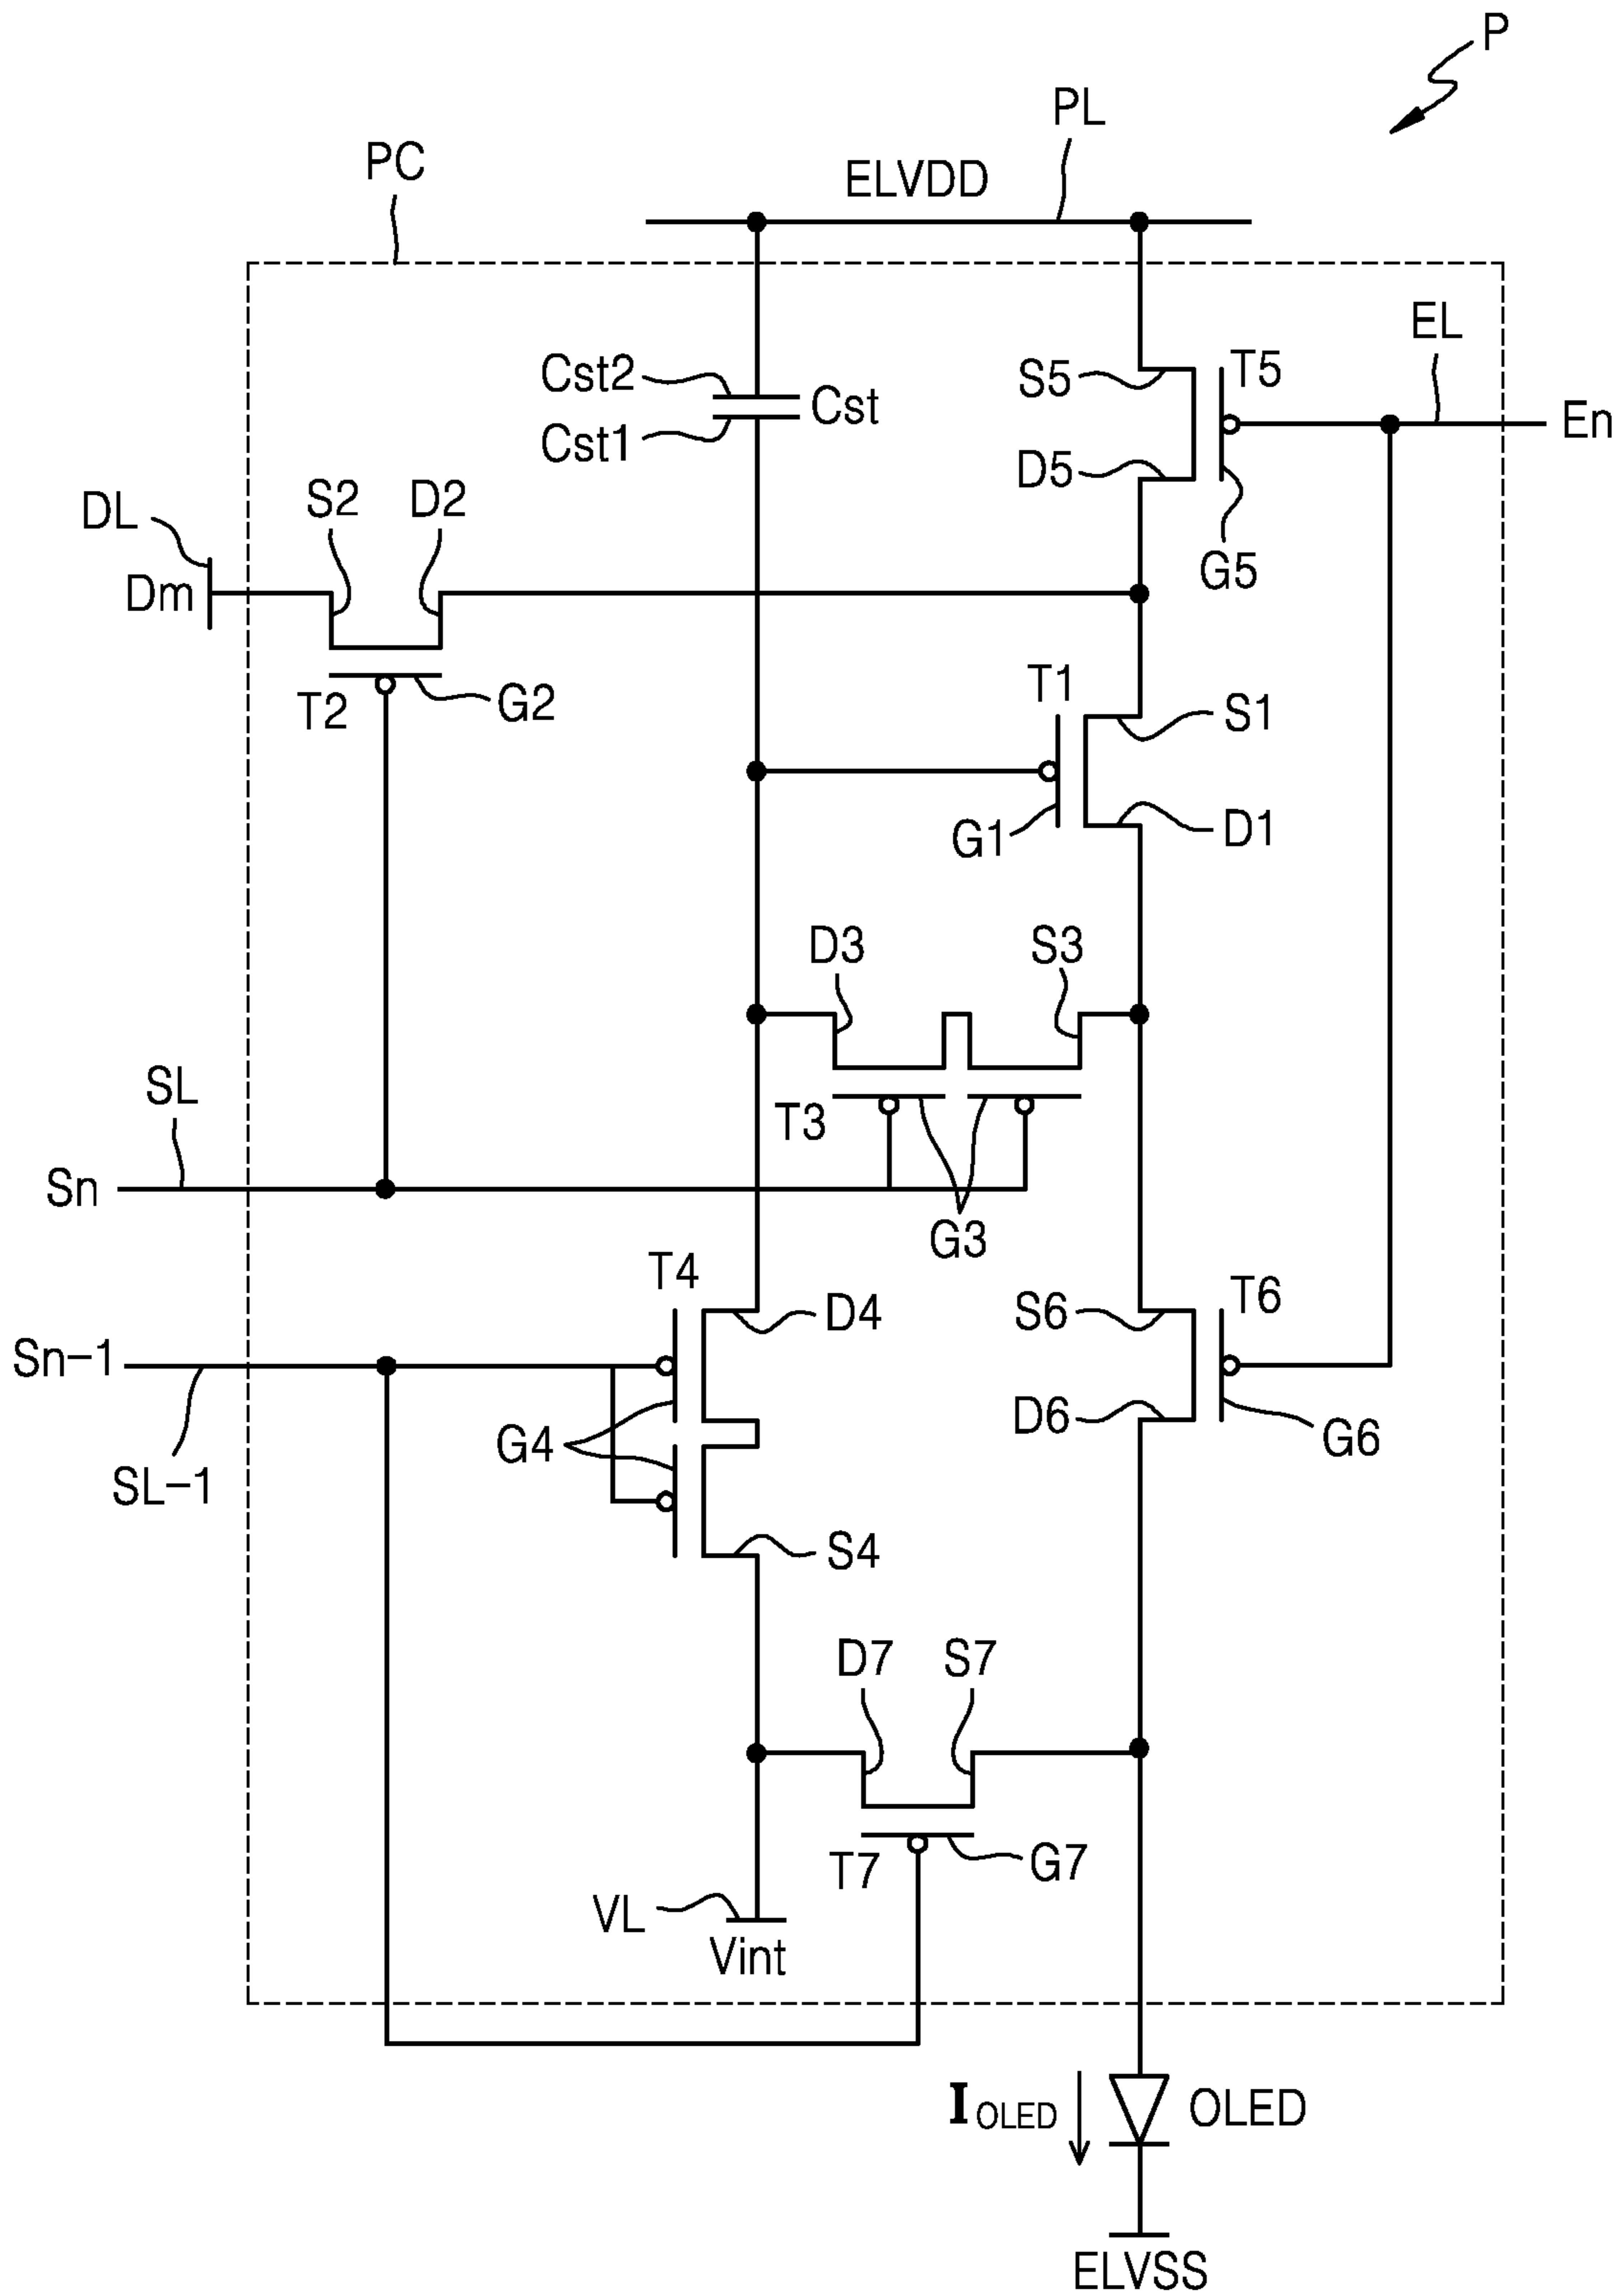 P
PL
PC
ELVDD
EL
Cst2
S5
T5
Cst
En
Cst1
D5
S2
D2
DL
G5
Dm
T1
T2
G2
S1
G1
D1
D3
S3
SL
T3
Sn
G3
T4
D4
S6
T6
Sn-1
D6
G4
G6
SL-1
S4
D7
S7
T7
G7
VL
Vint
IOLED
OLED
ELVSS